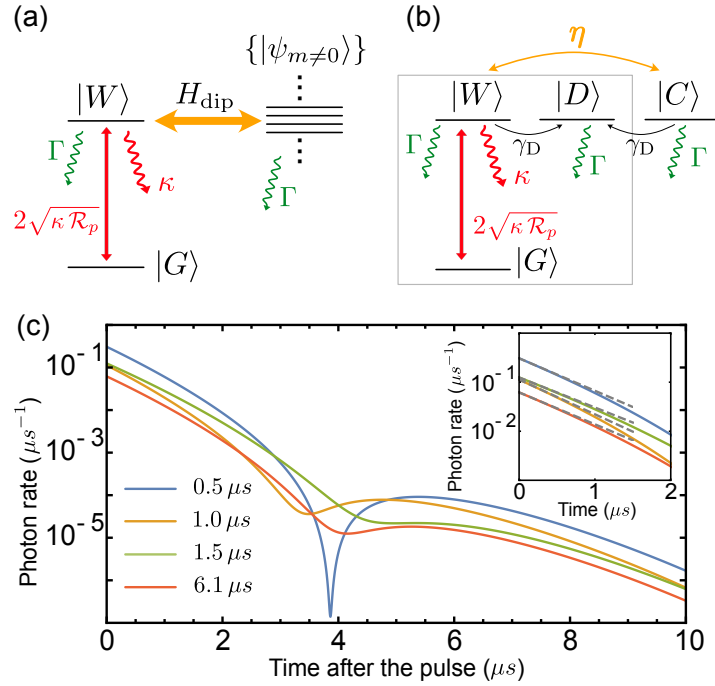 (a)
{|ψ_{m≠0}⟩}
|W⟩
H_dip
Γ
κ
Γ
2√(κ R_p)
|G⟩
(b)
η
|W⟩
|D⟩
|C⟩
γ_D
γ_D
Γ
κ
Γ
Γ
2√(κ R_p)
|G⟩
(c)
Photon rate (μs⁻¹)
10⁻¹
10⁻³
10⁻⁵
0.5 μs
1.0 μs
1.5 μs
6.1 μs
0 2 4 6 8 10
Time after the pulse (μs)
Photon rate (μs⁻¹)
10⁻¹
10⁻²
0 1 2
Time (μs)